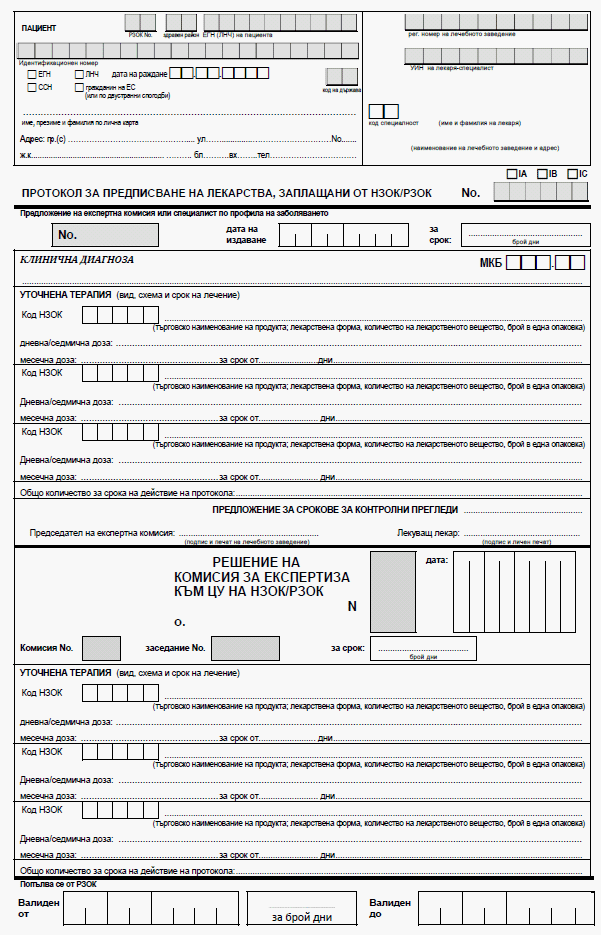 ПАЦИЕНТ
РЗОК No. здравен район ЕГН (ЛНЧ) на пациента
рег. номер на лечебното заведение
Идентификационен номер
УИН на лекаря-специалист
ЕГН ЛНЧ дата на раждане
код на държава
ССН гражданин на ЕС
(или по двустранни спогодби)
име, презиме и фамилия по лична карта
код специалност (име и фамилия на лекаря)
Адрес: гр.(с) ул. No.
ж.к. бл. вх. тел.
(наименование на лечебното заведение и адрес)
IA IB IC
ПРОТОКОЛ ЗА ПРЕДПИСВАНЕ НА ЛЕКАРСТВА, ЗАПЛАЩАНИ ОТ НЗОК/РЗОК No.
Предложение на експертна комисия или специалист по профила на заболяването
No. дата на издаване за срок:
брой дни
КЛИНИЧНА ДИАГНОЗА МКБ
УТОЧНЕНА ТЕРАПИЯ (вид, схема и срок на лечение)
Код НЗОК
(търговско наименование на продукта; лекарствена форма, количество на лекарственото вещество, брой в една опаковка)
дневна/седмична доза:
месечна доза: за срок от дни
Код НЗОК
(търговско наименование на продукта; лекарствена форма, количество на лекарственото вещество, брой в една опаковка)
Дневна/седмична доза:
месечна доза: за срок от дни
Код НЗОК
(търговско наименование на продукта; лекарствена форма, количество на лекарственото вещество, брой в една опаковка)
Дневна/седмична доза:
месечна доза: за срок от дни
Общо количество за срока на действие на протокола:
ПРЕДЛОЖЕНИЕ ЗА СРОКОВЕ ЗА КОНТРОЛНИ ПРЕГЛЕДИ
Председател на експертна комисия: Лекуващ лекар:
(подпис и печат на лечебното заведение) (подпис и личен печат)
РЕШЕНИЕ НА дата:
КОМИСИЯ ЗА ЕКСПЕРТИЗА
КЪМ ЦУ НА НЗОК/РЗОК
N
о.
Комисия No. заседание No. за срок:
брой дни
УТОЧНЕНА ТЕРАПИЯ (вид, схема и срок на лечение)
Код НЗОК
(търговско наименование на продукта; лекарствена форма, количество на лекарственото вещество, брой в една опаковка)
дневна/седмична доза:
месечна доза: за срок от дни
Код НЗОК
(търговско наименование на продукта; лекарствена форма, количество на лекарственото вещество, брой в една опаковка)
Дневна/седмична доза:
месечна доза: за срок от дни
Код НЗОК
(търговско наименование на продукта; лекарствена форма, количество на лекарственото вещество, брой в една опаковка)
Дневна/седмична доза:
месечна доза: за срок от дни
Общо количество за срока на действие на протокола:
Попълва се от РЗОК
Валиден от за брой дни Валиден до